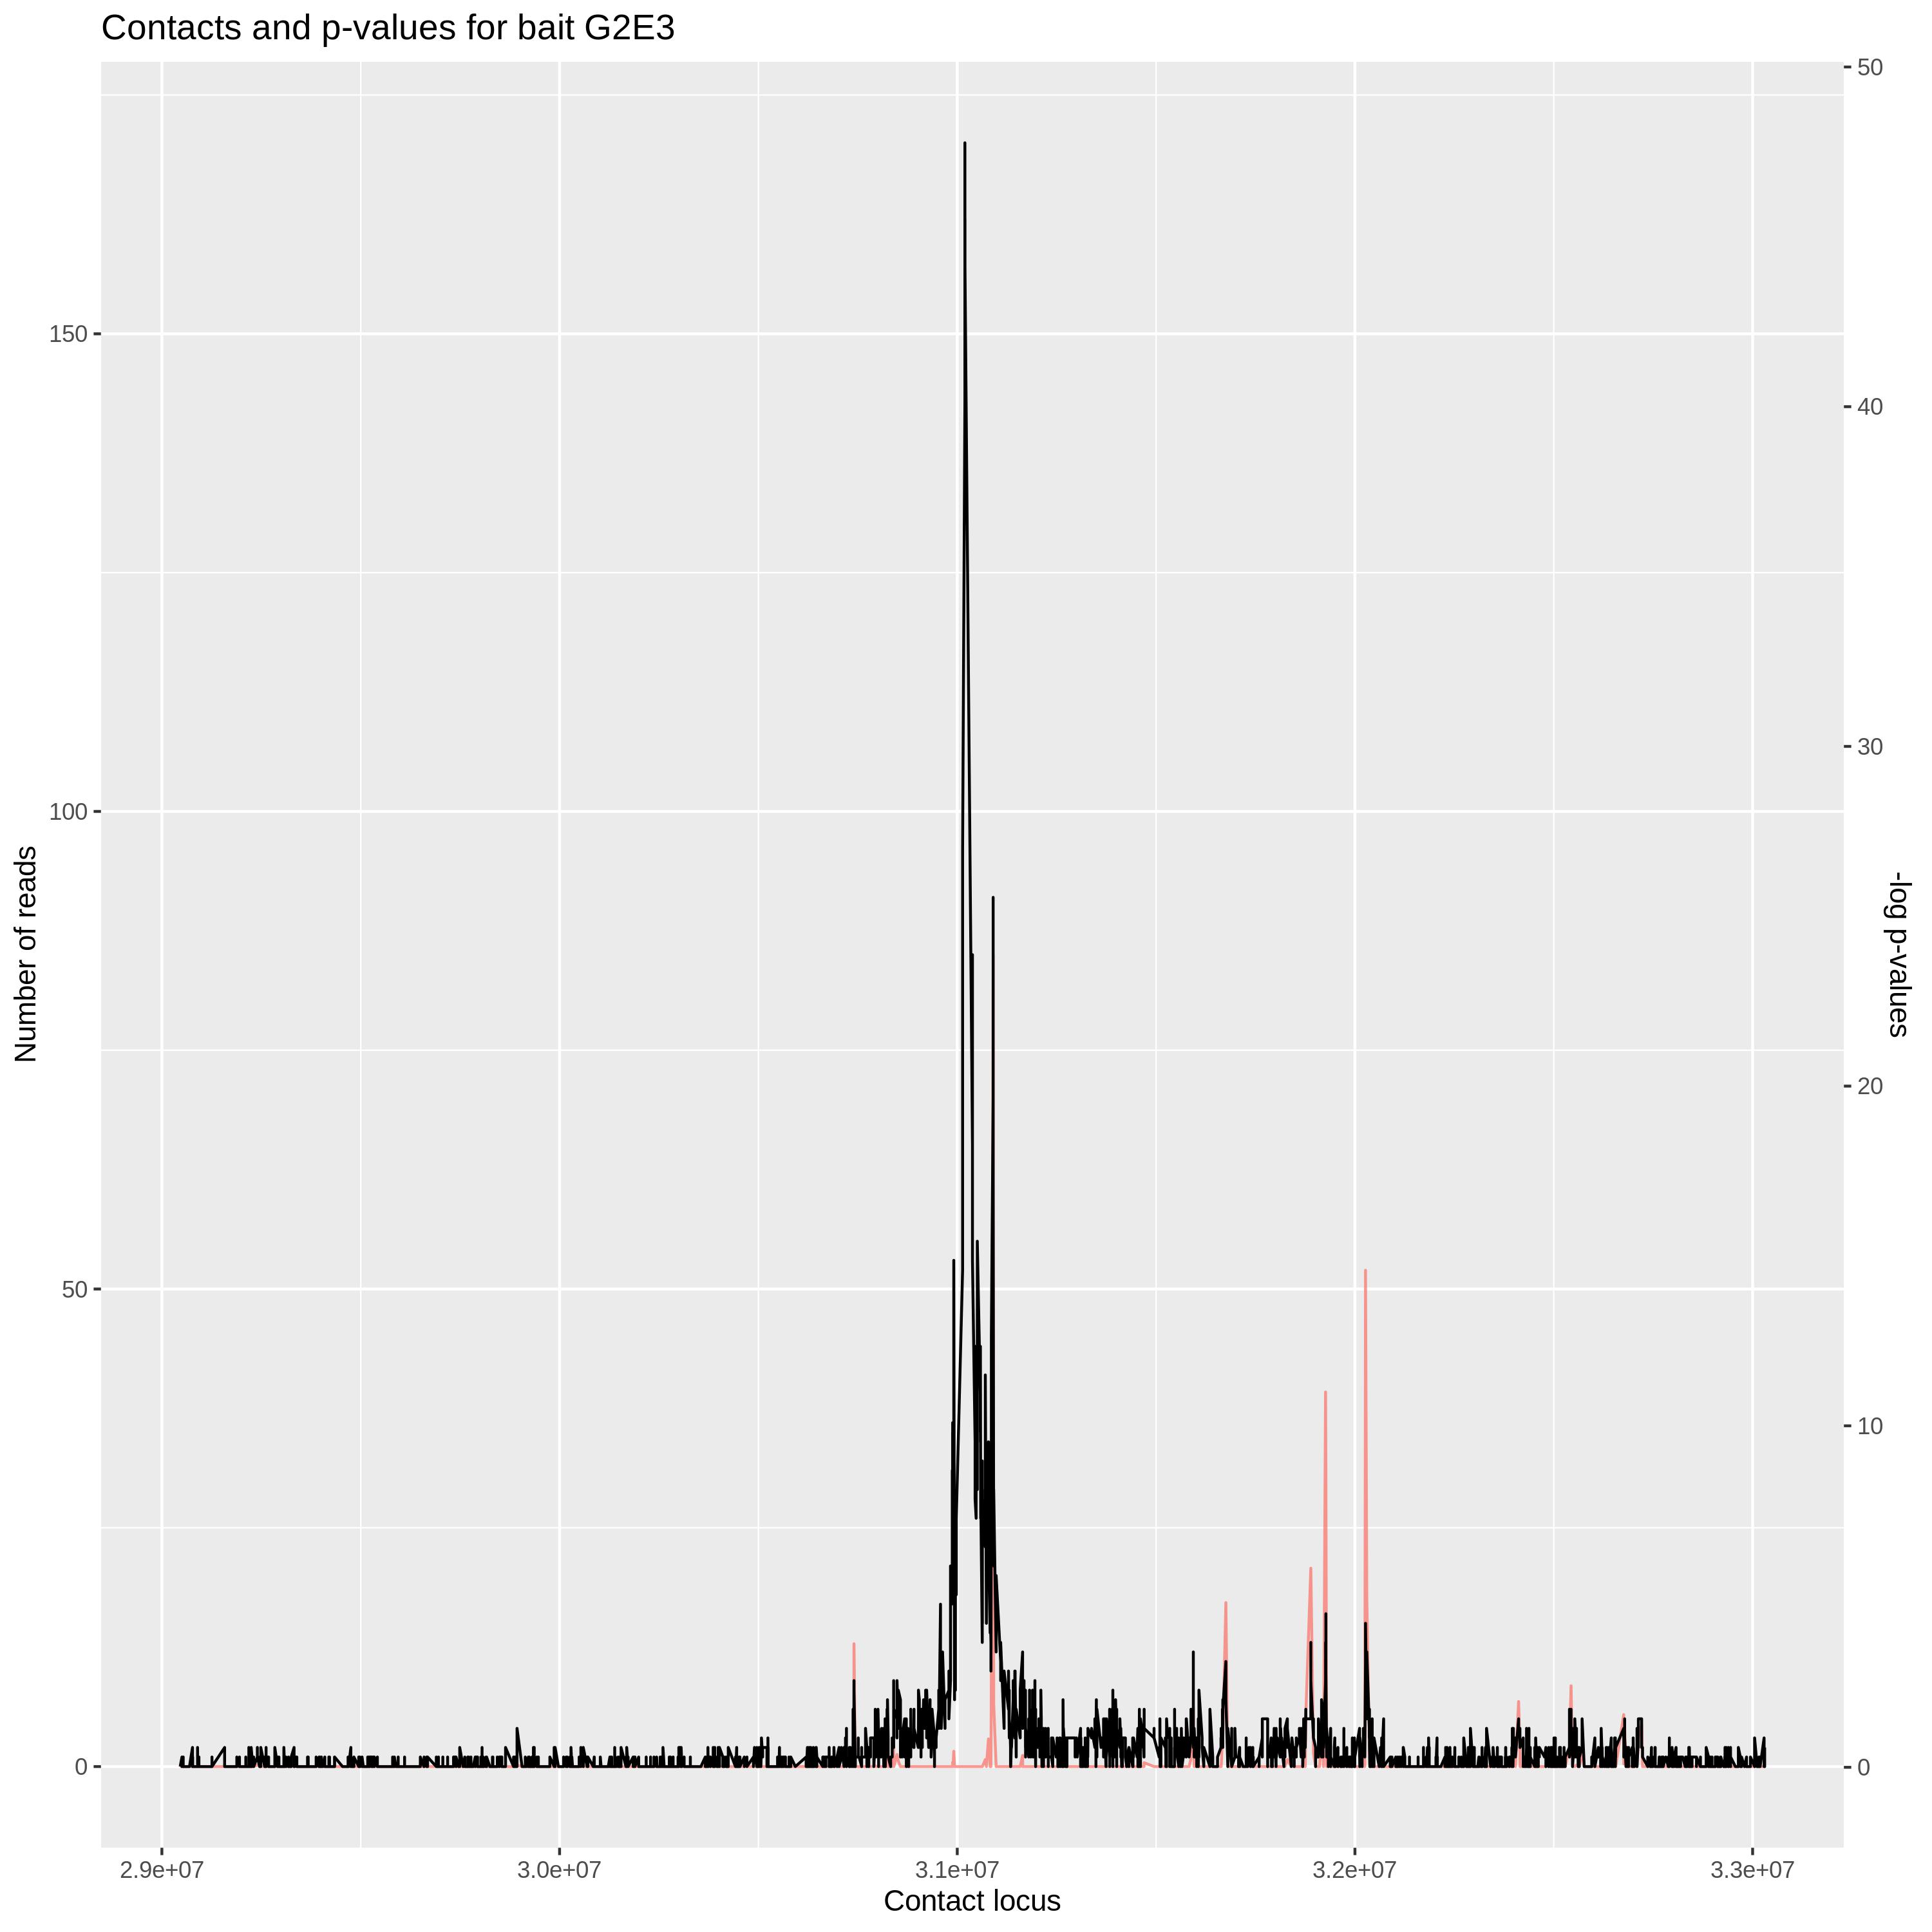 Contacts and p-values for bait G2E3
Number of reads
150
100
50
0
50
40
30
20
10
0
-log p-values
2.9e+07
3.0e+07
3.1e+07
3.2e+07
3.3e+07
Contact locus